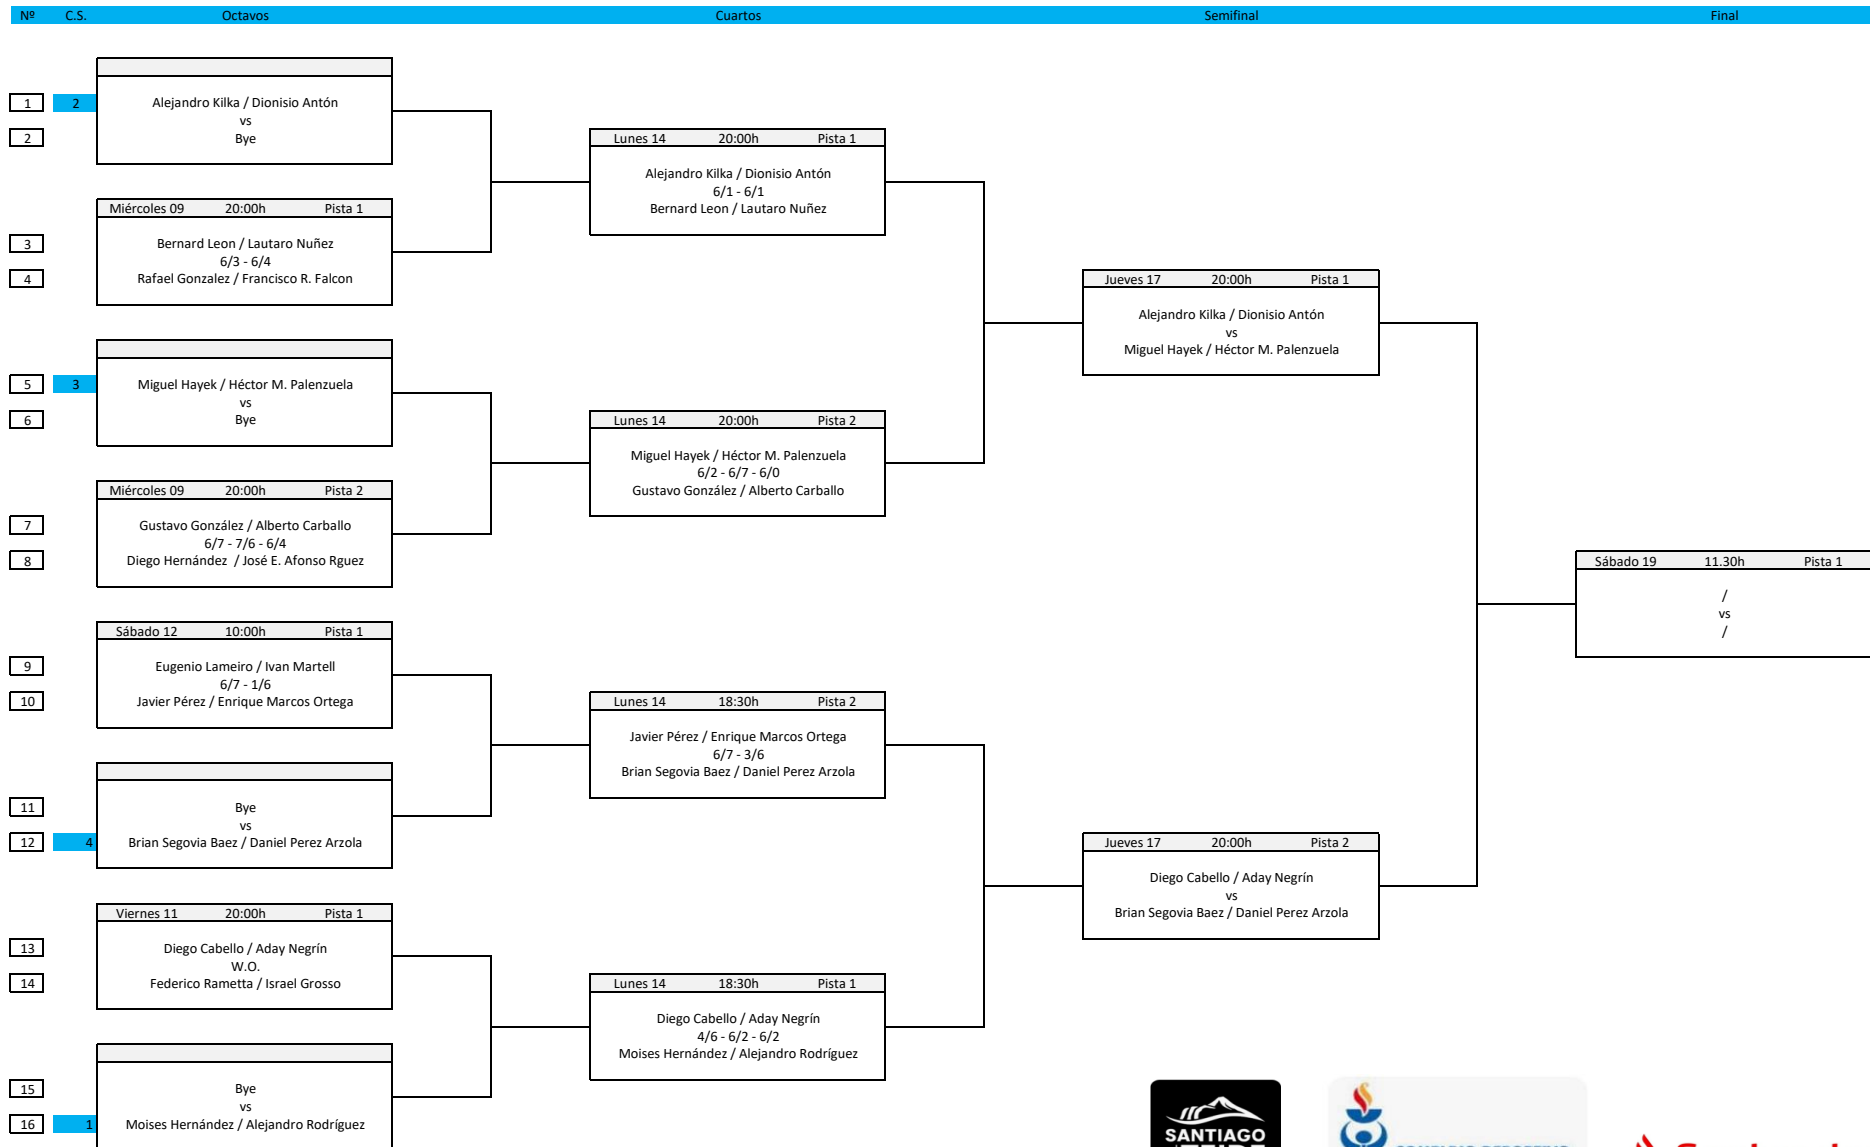 Nº C.S. Octavos Cuartos Semifinal Final
1 2 Alejandro Kilka / Dionisio Antón
vs
2 Bye
Miércoles 09 20:00h Pista 1
3 Bernard Leon / Lautaro Nuñez
6/3 - 6/4
4 Rafael Gonzalez / Francisco R. Falcon
5 3 Miguel Hayek / Héctor M. Palenzuela
vs
6 Bye
Miércoles 09 20:00h Pista 2
7 Gustavo González / Alberto Carballo
6/7 - 7/6 - 6/4
8 Diego Hernández / José E. Afonso Rguez
Sábado 12 10:00h Pista 1
9 Eugenio Lameiro / Ivan Martell
6/7 - 1/6
10 Javier Pérez / Enrique Marcos Ortega
11 Bye
vs
12 4 Brian Segovia Baez / Daniel Perez Arzola
Viernes 11 20:00h Pista 1
13 Diego Cabello / Aday Negrín
W.O.
14 Federico Rametta / Israel Grosso
15 Bye
vs
16 1 Moises Hernández / Alejandro Rodríguez
Lunes 14 20:00h Pista 1
Alejandro Kilka / Dionisio Antón
6/1 - 6/1
Bernard Leon / Lautaro Nuñez
Lunes 14 20:00h Pista 2
Miguel Hayek / Héctor M. Palenzuela
6/2 - 6/7 - 6/0
Gustavo González / Alberto Carballo
Lunes 14 18:30h Pista 2
Javier Pérez / Enrique Marcos Ortega
6/7 - 3/6
Brian Segovia Baez / Daniel Perez Arzola
Lunes 14 18:30h Pista 1
Diego Cabello / Aday Negrín
4/6 - 6/2 - 6/2
Moises Hernández / Alejandro Rodríguez
Jueves 17 20:00h Pista 1
Alejandro Kilka / Dionisio Antón
vs
Miguel Hayek / Héctor M. Palenzuela
Jueves 17 20:00h Pista 2
Diego Cabello / Aday Negrín
vs
Brian Segovia Baez / Daniel Perez Arzola
Sábado 19 11.30h Pista 1
/
vs
/
SANTIAGO